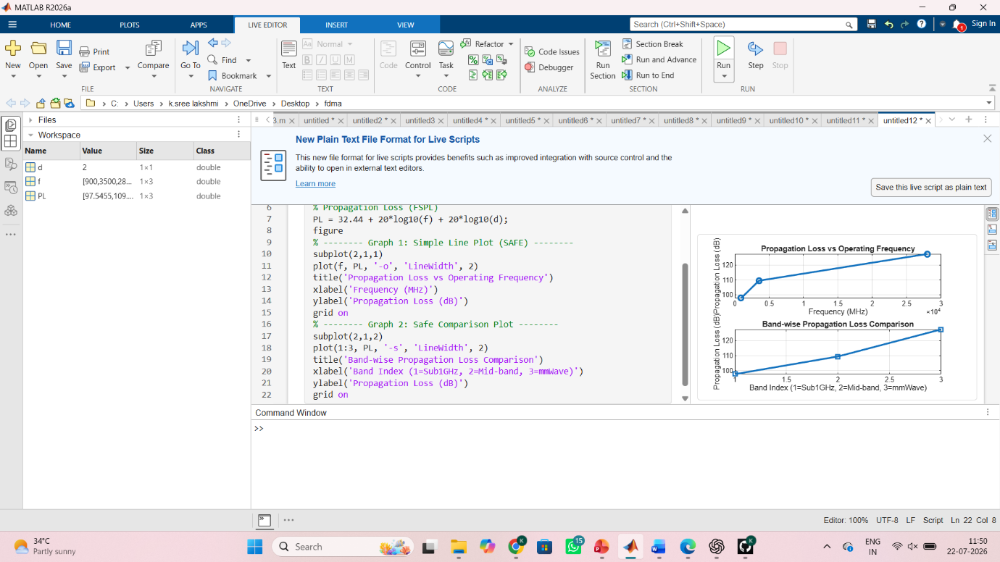 MATLAB R2026a
HOME PLOTS APPS LIVE EDITOR INSERT VIEW Search (Ctrl+Shift+Space) 1 Sign In
New Open Save Print Export Compare
Go To Find Bookmark
Text Aa Normal B I U M
Code Control Task Refactor
Code Issues Debugger
Run Section Section Break Run and Advance Run to End
Run Step Stop
FILE NAVIGATE TEXT CODE ANALYZE SECTION RUN
C: › Users › k.sree lakshmi › OneDrive › Desktop › fdma
Files
Workspace
Name Value Size Class
d 2 1×1 double
f [900,3500,28... 1×3 double
PL [97.5455,109.... 1×3 double
3.m untitled * untitled2 * untitled3 untitled4 * untitled5 * untitled6 * untitled7 * untitled8 * untitled9 * untitled10 * untitled11 * untitled12 *
New Plain Text File Format for Live Scripts
This new file format for live scripts provides benefits such as improved integration with source control and the
ability to open in external text editors.
Learn more
Save this live script as plain text
6 % Propagation Loss (FSPL)
7 PL = 32.44 + 20*log10(f) + 20*log10(d);
8 figure
9 % -------- Graph 1: Simple Line Plot (SAFE) --------
10 subplot(2,1,1)
11 plot(f, PL, '-o', 'LineWidth', 2)
12 title('Propagation Loss vs Operating Frequency')
13 xlabel('Frequency (MHz)')
14 ylabel('Propagation Loss (dB)')
15 grid on
16 % -------- Graph 2: Safe Comparison Plot --------
17 subplot(2,1,2)
18 plot(1:3, PL, '-s', 'LineWidth', 2)
19 title('Band-wise Propagation Loss Comparison')
20 xlabel('Band Index (1=Sub1GHz, 2=Mid-band, 3=mmWave)')
21 ylabel('Propagation Loss (dB)')
22 grid on
Propagation Loss vs Operating Frequency
Propagation Loss (dB)
120
110
100
0 0.5 1 1.5 2 2.5 3
Frequency (MHz) ×10⁴
Band-wise Propagation Loss Comparison
Propagation Loss (dB)
120
110
100
1 1.5 2 2.5 3
Band Index (1=Sub1GHz, 2=Mid-band, 3=mmWave)
Command Window
>>
Editor: 100% UTF-8 LF Script Ln 22 Col 8
34°C
Partly sunny
Search
K
15
K
ENG
IN
11:50
22-07-2026